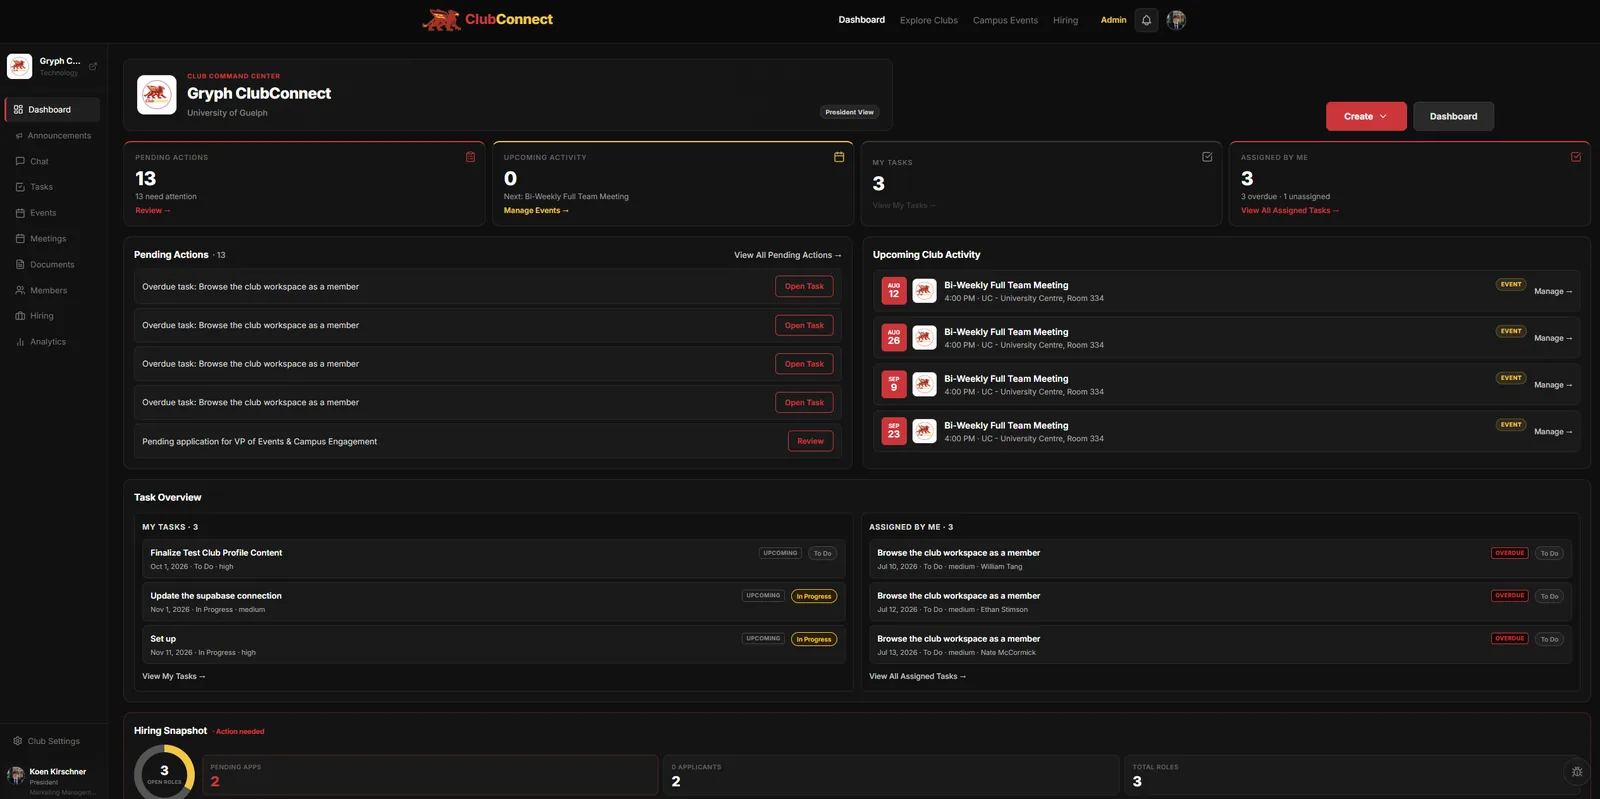 ClubConnect
Dashboard
Explore Clubs
Campus Events
Hiring
Admin
Gryph C...
Technology
Dashboard
Announcements
Chat
Tasks
Events
Meetings
Documents
Members
Hiring
Analytics
Club Settings
Koen Kirschner
President
Marketing Managem...
CLUB COMMAND CENTER
Gryph ClubConnect
University of Guelph
President View
Create
Dashboard
PENDING ACTIONS
13
13 need attention
Review →
UPCOMING ACTIVITY
0
Next: Bi-Weekly Full Team Meeting
Manage Events →
MY TASKS
3
View My Tasks →
ASSIGNED BY ME
3
3 overdue · 1 unassigned
View All Assigned Tasks →
Pending Actions · 13
View All Pending Actions →
Overdue task: Browse the club workspace as a member
Open Task
Overdue task: Browse the club workspace as a member
Open Task
Overdue task: Browse the club workspace as a member
Open Task
Overdue task: Browse the club workspace as a member
Open Task
Pending application for VP of Events & Campus Engagement
Review
Upcoming Club Activity
AUG
12
Bi-Weekly Full Team Meeting
4:00 PM · UC - University Centre, Room 334
EVENT
Manage →
AUG
26
Bi-Weekly Full Team Meeting
4:00 PM · UC - University Centre, Room 334
EVENT
Manage →
SEP
9
Bi-Weekly Full Team Meeting
4:00 PM · UC - University Centre, Room 334
EVENT
Manage →
SEP
23
Bi-Weekly Full Team Meeting
4:00 PM · UC - University Centre, Room 334
EVENT
Manage →
Task Overview
MY TASKS · 3
Finalize Test Club Profile Content
Oct 1, 2026 · To Do · high
UPCOMING
To Do
Update the supabase connection
Nov 1, 2026 · In Progress · medium
UPCOMING
In Progress
Set up
Nov 11, 2026 · In Progress · high
UPCOMING
In Progress
View My Tasks →
ASSIGNED BY ME · 3
Browse the club workspace as a member
Jul 10, 2026 · To Do · medium · William Tang
OVERDUE
To Do
Browse the club workspace as a member
Jul 12, 2026 · To Do · medium · Ethan Stimson
OVERDUE
To Do
Browse the club workspace as a member
Jul 13, 2026 · To Do · medium · Nate McCormick
OVERDUE
To Do
View All Assigned Tasks →
Hiring Snapshot · Action needed
3
OPEN ROLES
PENDING APPS
2
0 APPLICANTS
2
TOTAL ROLES
3